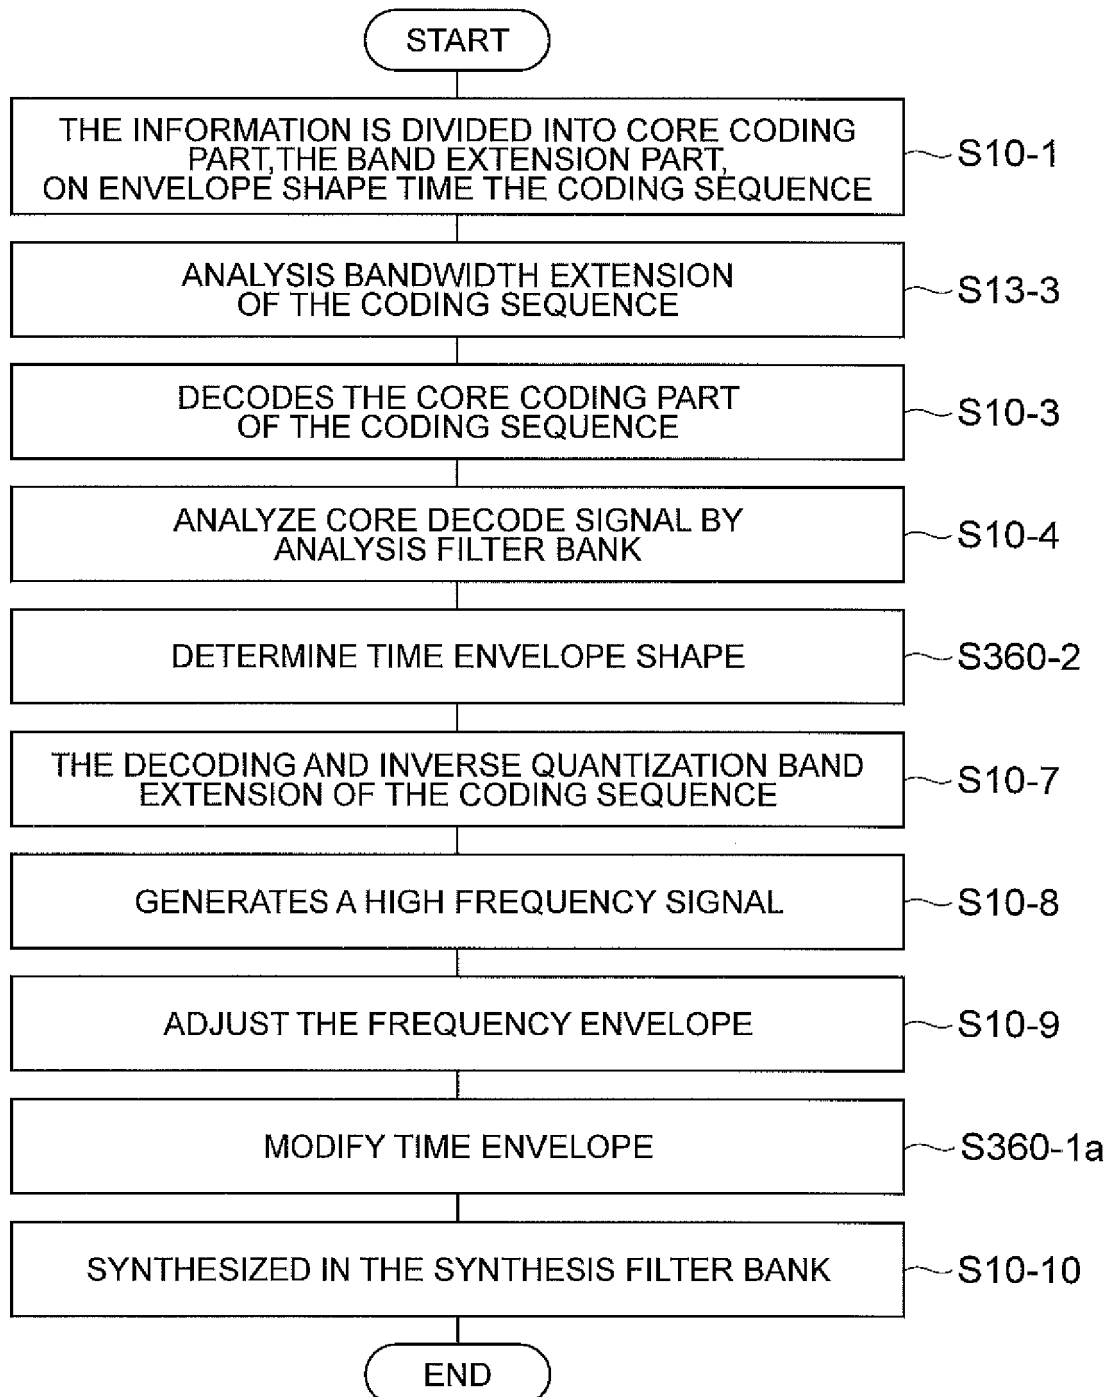 START
THE INFORMATION IS DIVIDED INTO CORE CODING
PART, THE BAND EXTENSION PART,
ON ENVELOPE SHAPE TIME THE CODING SEQUENCE
S10-1
ANALYSIS BANDWIDTH EXTENSION
OF THE CODING SEQUENCE
S13-3
DECODES THE CORE CODING PART
OF THE CODING SEQUENCE
S10-3
ANALYZE CORE DECODE SIGNAL BY
ANALYSIS FILTER BANK
S10-4
DETERMINE TIME ENVELOPE SHAPE
S360-2
THE DECODING AND INVERSE QUANTIZATION BAND
EXTENSION OF THE CODING SEQUENCE
S10-7
GENERATES A HIGH FREQUENCY SIGNAL
S10-8
ADJUST THE FREQUENCY ENVELOPE
S10-9
MODIFY TIME ENVELOPE
S360-1a
SYNTHESIZED IN THE SYNTHESIS FILTER BANK
S10-10
END